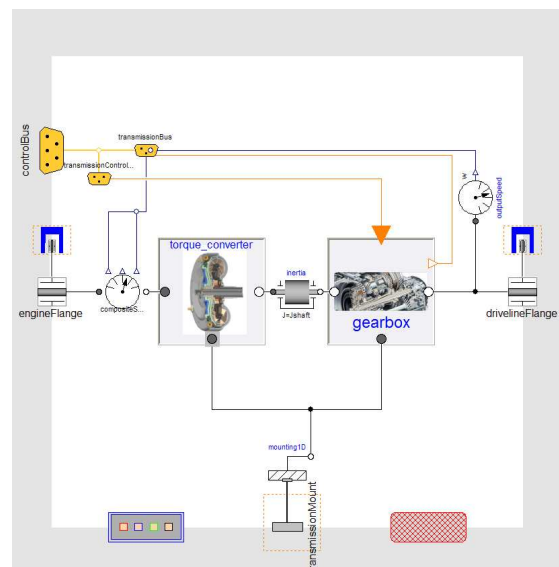 controlBus
transmissionBus
transmissionControl...
w
outputSpeed
torque_converter
inertia
J=Jshaft
engineFlange
compositeS...
gearbox
drivelineFlange
mounting1D
ransmissionMount